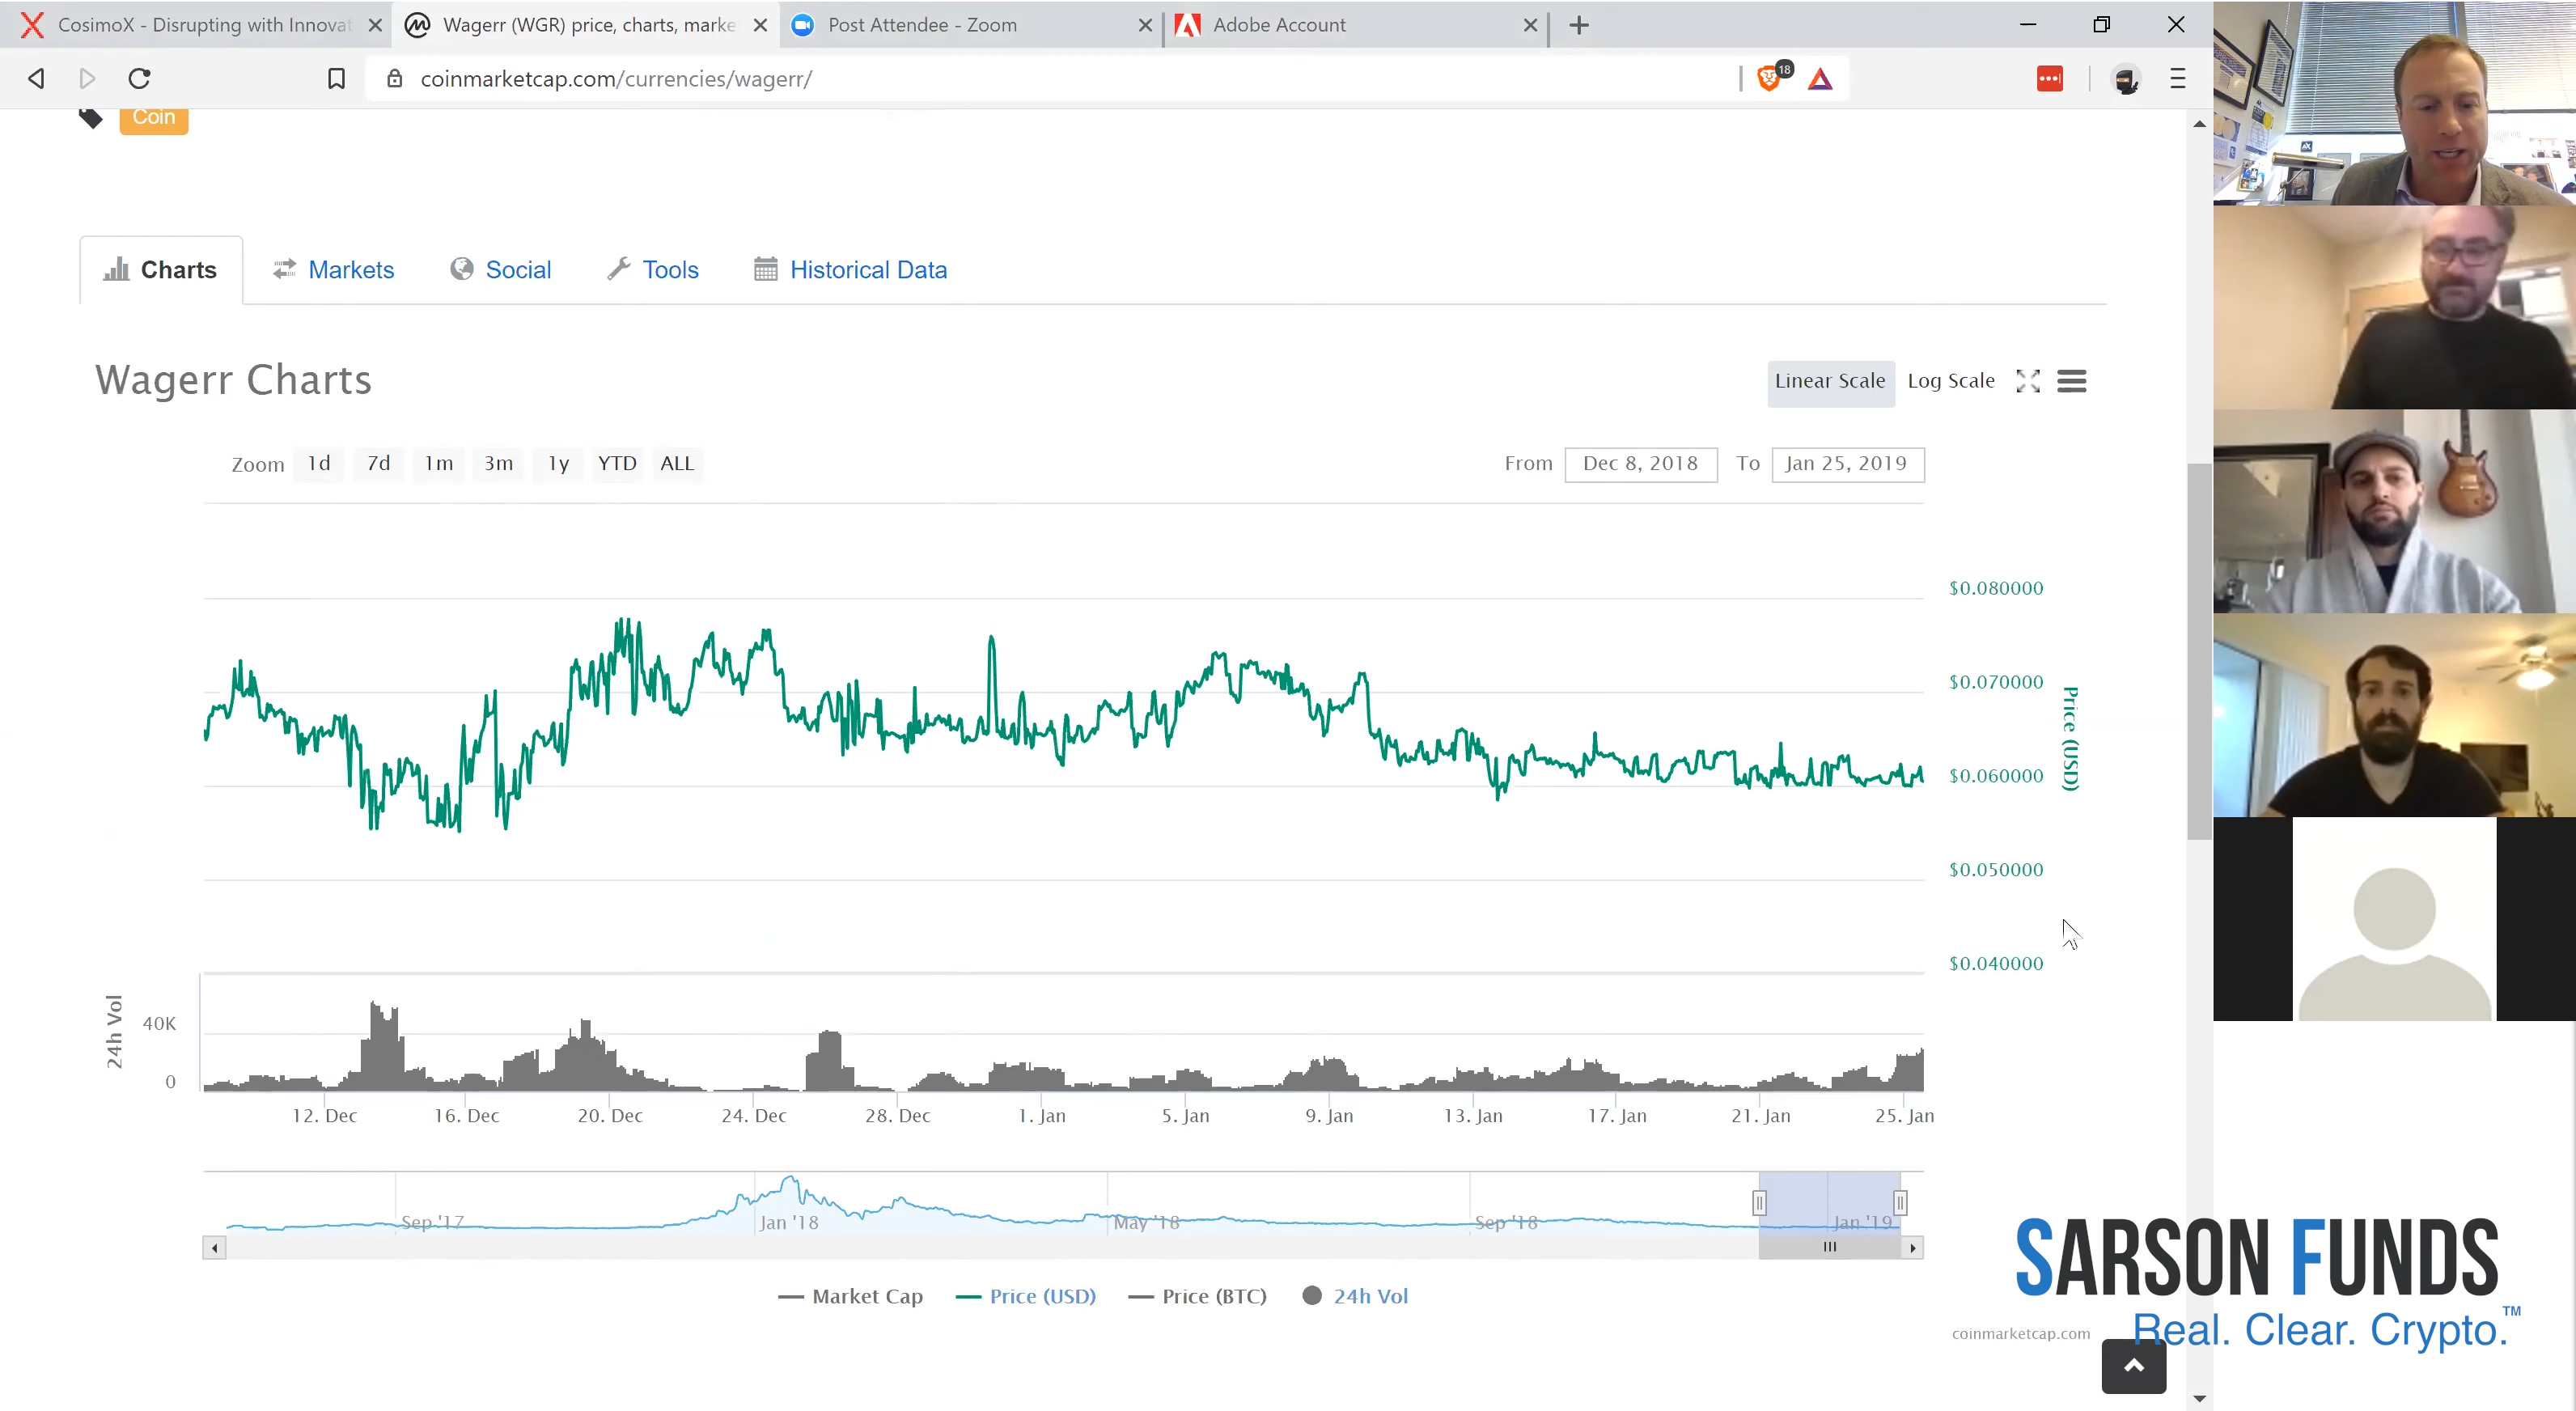 CosimoX - Disrupting with Innovat
Wagerr (WGR) price, charts, marke
Post Attendee - Zoom
Adobe Account
coinmarketcap.com/currencies/wagerr/
18
Coin
Charts
Markets
Social
Tools
Historical Data
Wagerr Charts
Linear Scale
Log Scale
Zoom 1d 7d 1m 3m 1y YTD ALL
From Dec 8, 2018 To Jan 25, 2019
$0.080000
$0.070000
$0.060000
$0.050000
$0.040000
Price (USD)
24h Vol
40K
0
12. Dec 16. Dec 20. Dec 24. Dec 28. Dec 1. Jan 5. Jan 9. Jan 13. Jan 17. Jan 21. Jan 25. Jan
Sep '17 Jan '18 May '18 Sep '18 Jan '19
Market Cap Price (USD) Price (BTC) 24h Vol
coinmarketcap.com
SARSON FUNDS
Real. Clear. Crypto.™